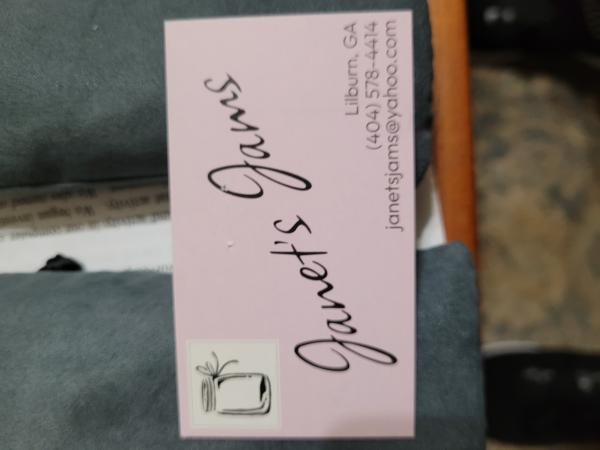 Janet's Jams
Lilburn, GA
(404) 578-4414
janetsjams@yahoo.com